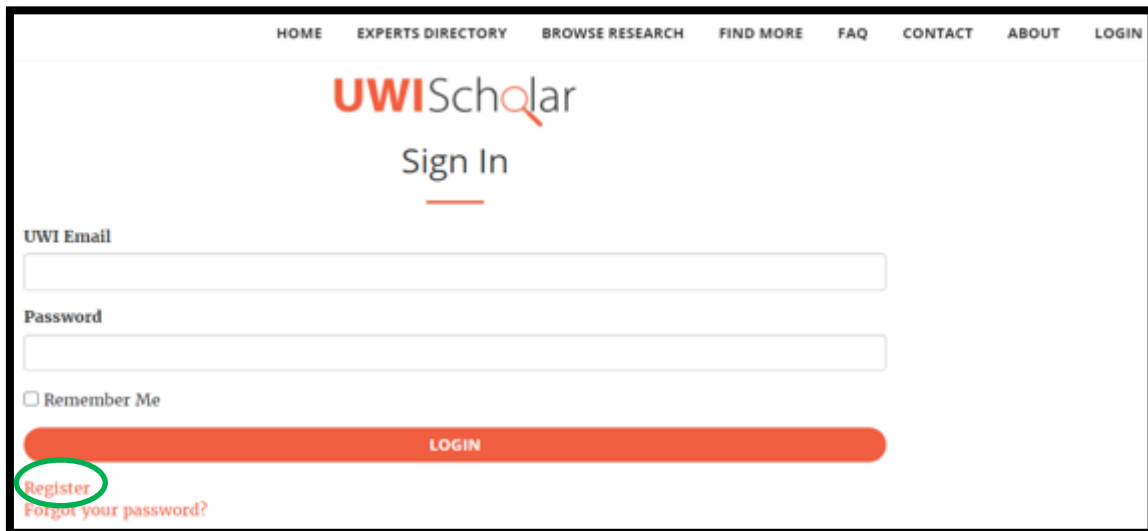 HOME EXPERTS DIRECTORY BROWSE RESEARCH FIND MORE FAQ CONTACT ABOUT LOGIN
UWIScholar
Sign In
UWI Email
Password
Remember Me
LOGIN
Register
Forgot your password?